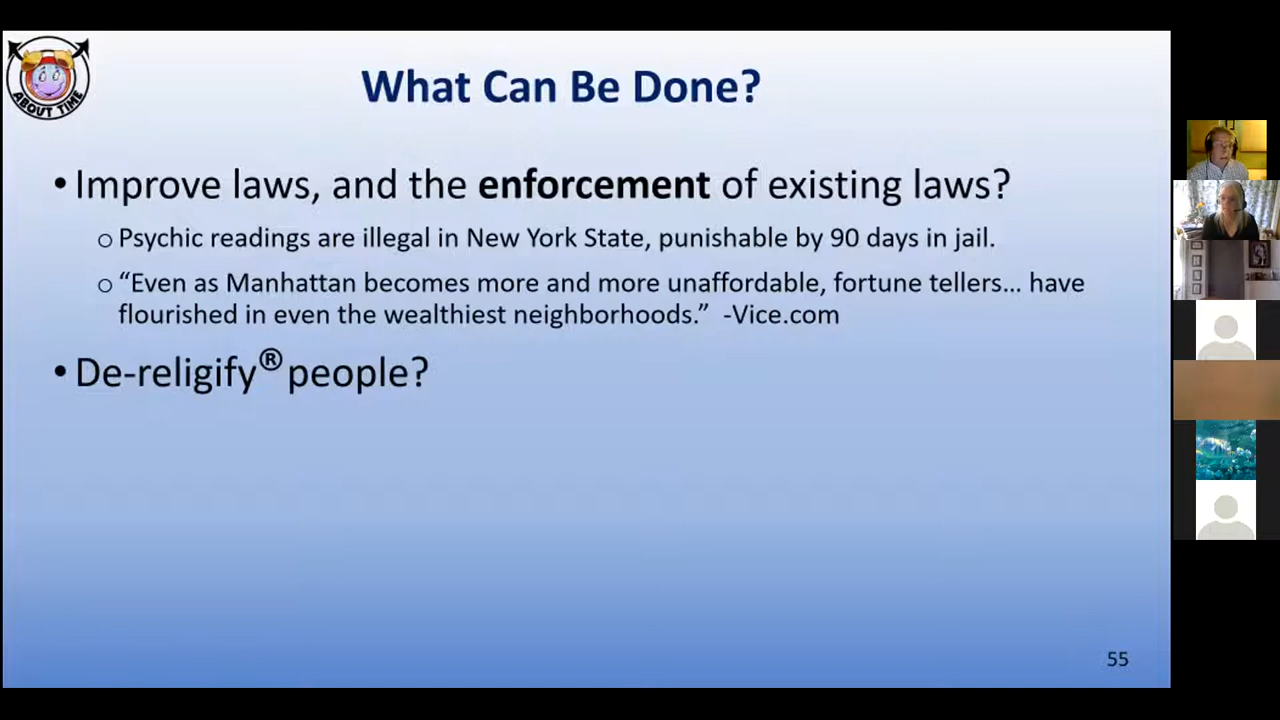 ABOUT TIME
What Can Be Done?
• Improve laws, and the enforcement of existing laws?
o Psychic readings are illegal in New York State, punishable by 90 days in jail.
o “Even as Manhattan becomes more and more unaffordable, fortune tellers... have
flourished in even the wealthiest neighborhoods.” -Vice.com
• De-religify® people?
55